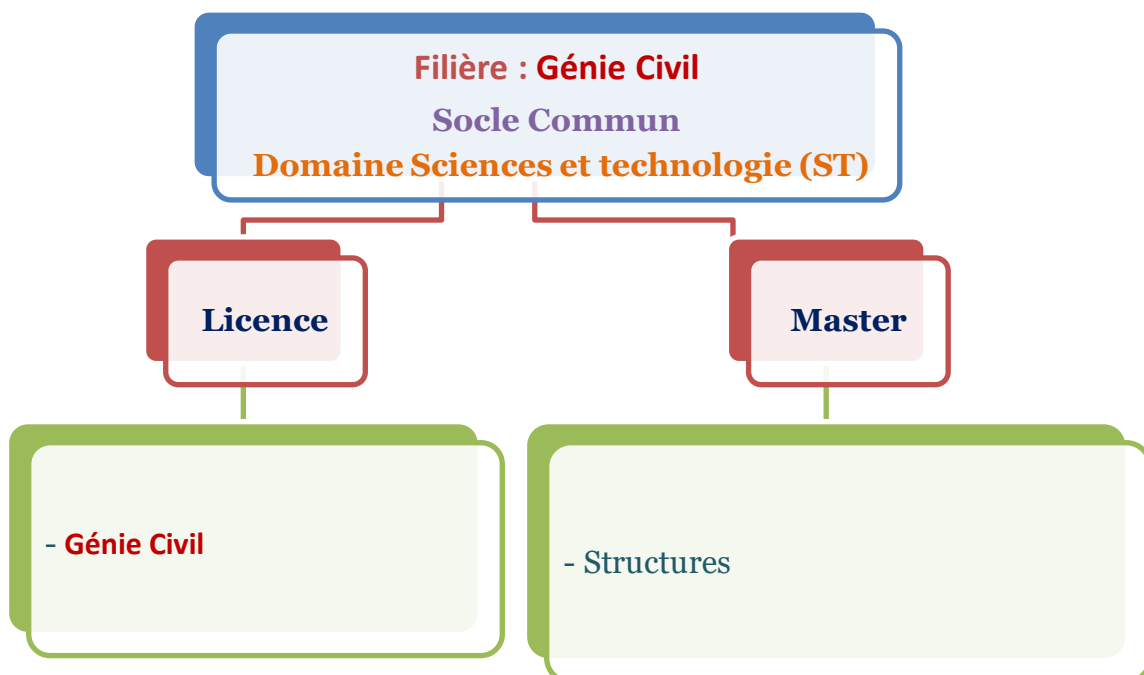 Filière : Génie Civil
Socle Commun
Domaine Sciences et technologie (ST)
Licence
Master
- Génie Civil
- Structures